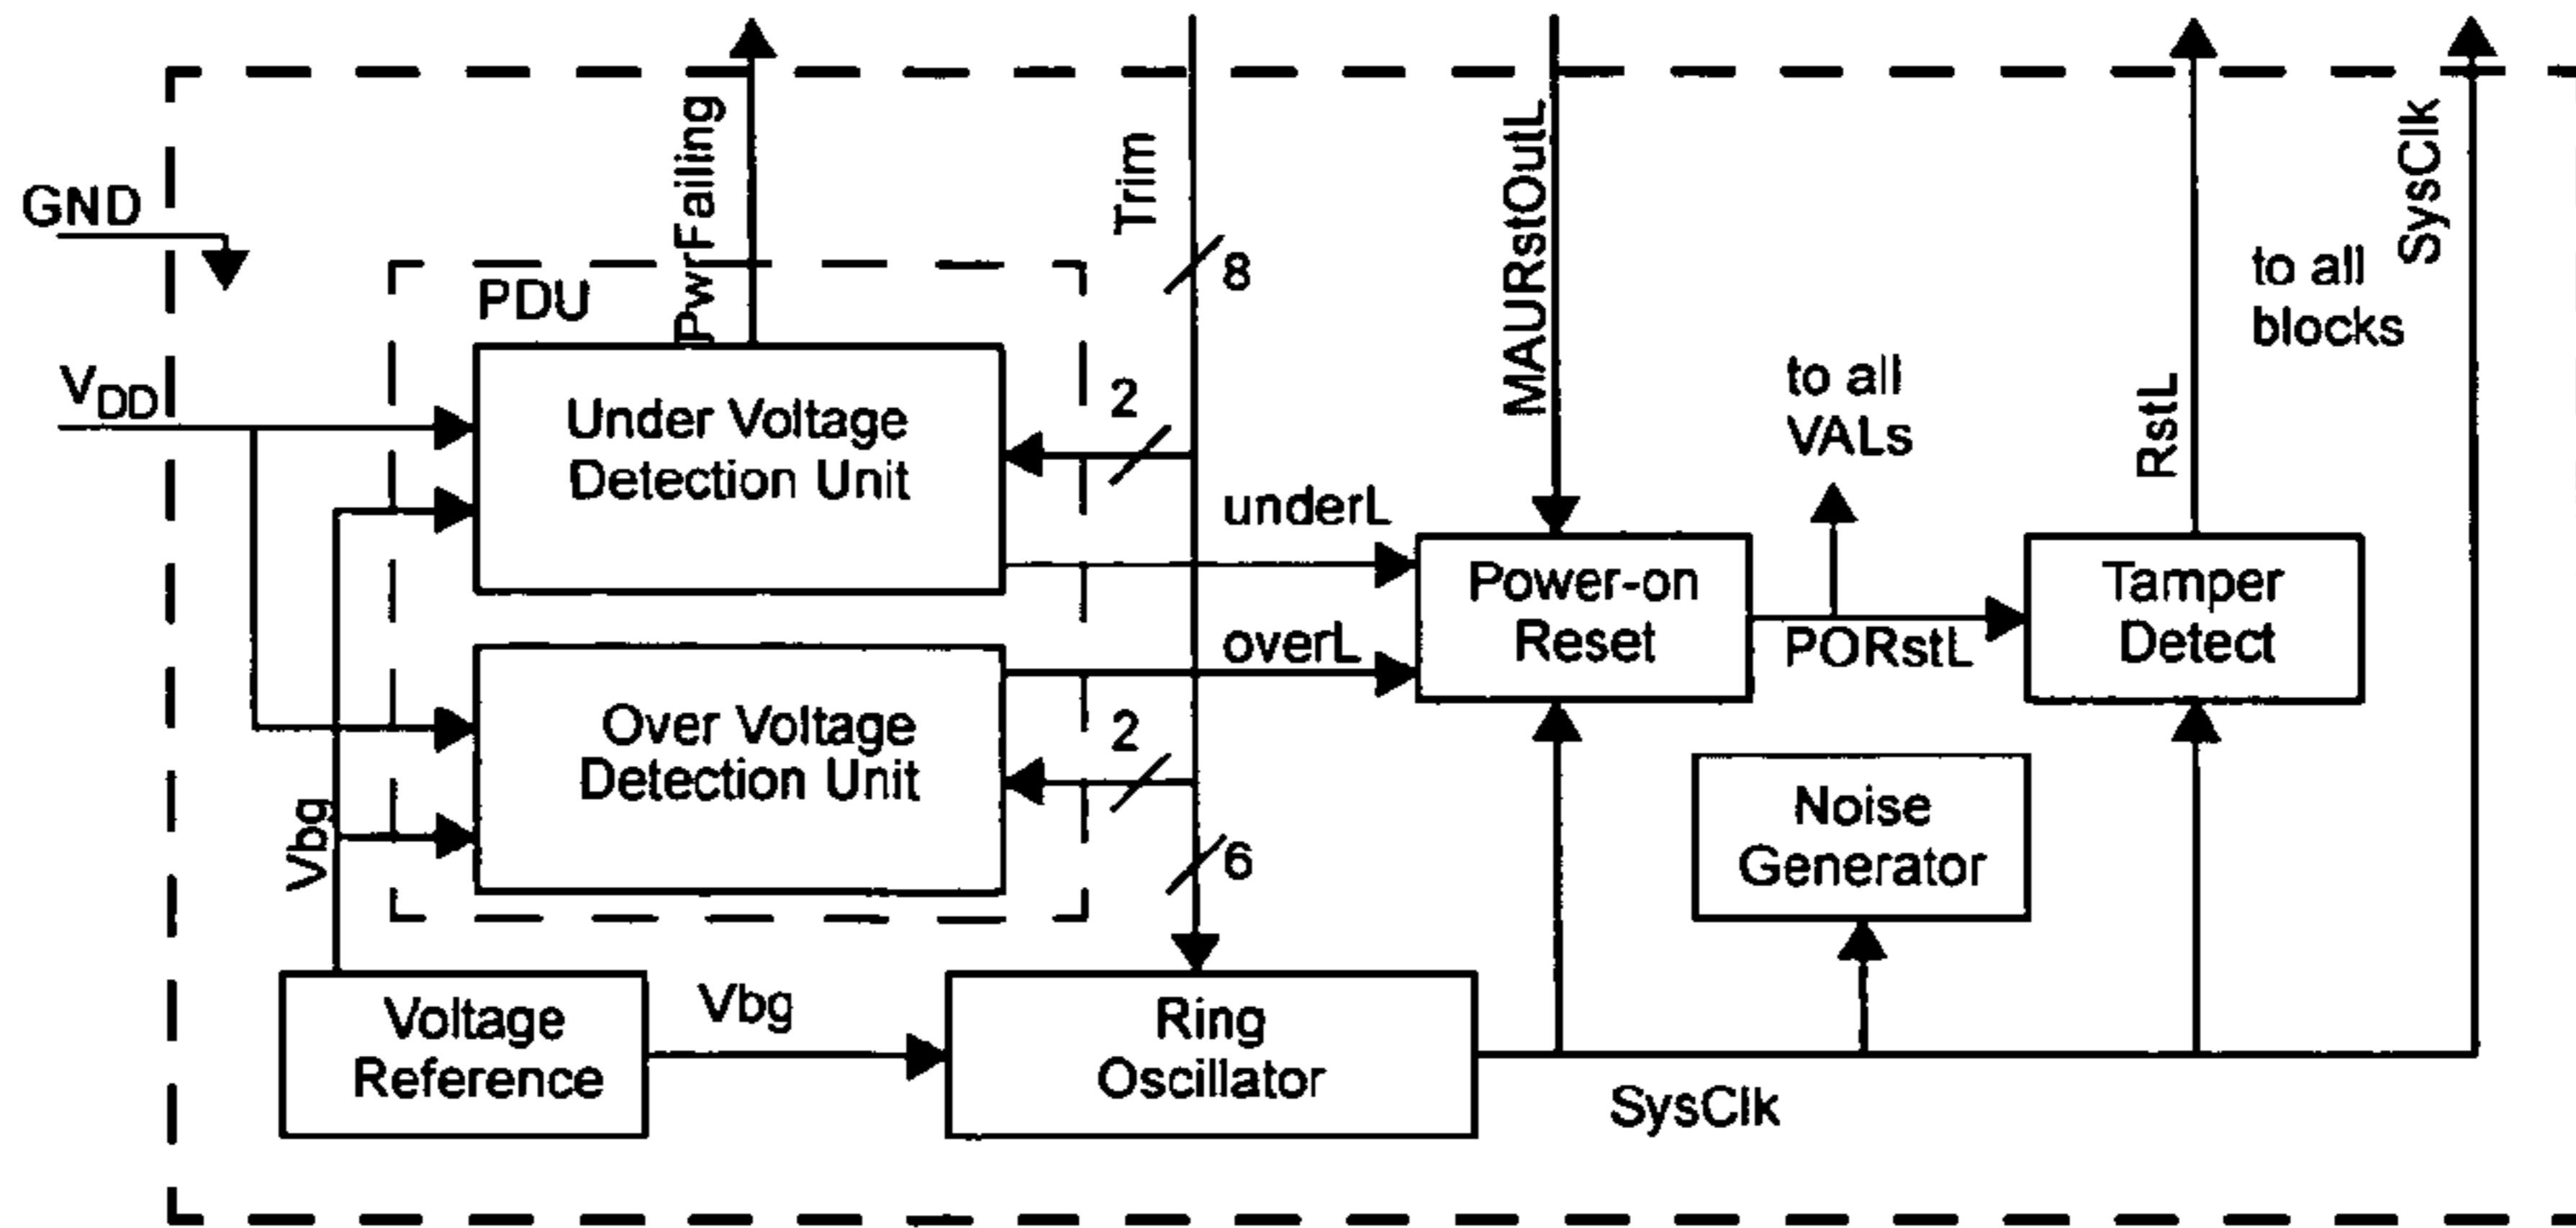 PwrFailing
Trim
MAURstOutL
SysClk
GND
8
to all
blocks
PDU
VDD
2
to all
VALs
RstL
Under Voltage
Detection Unit
underL
Power-on
Reset
Tamper
Detect
overL
PORstL
Over Voltage
Detection Unit
2
Vbg
6
Noise
Generator
Voltage
Reference
Vbg
Ring
Oscillator
SysClk